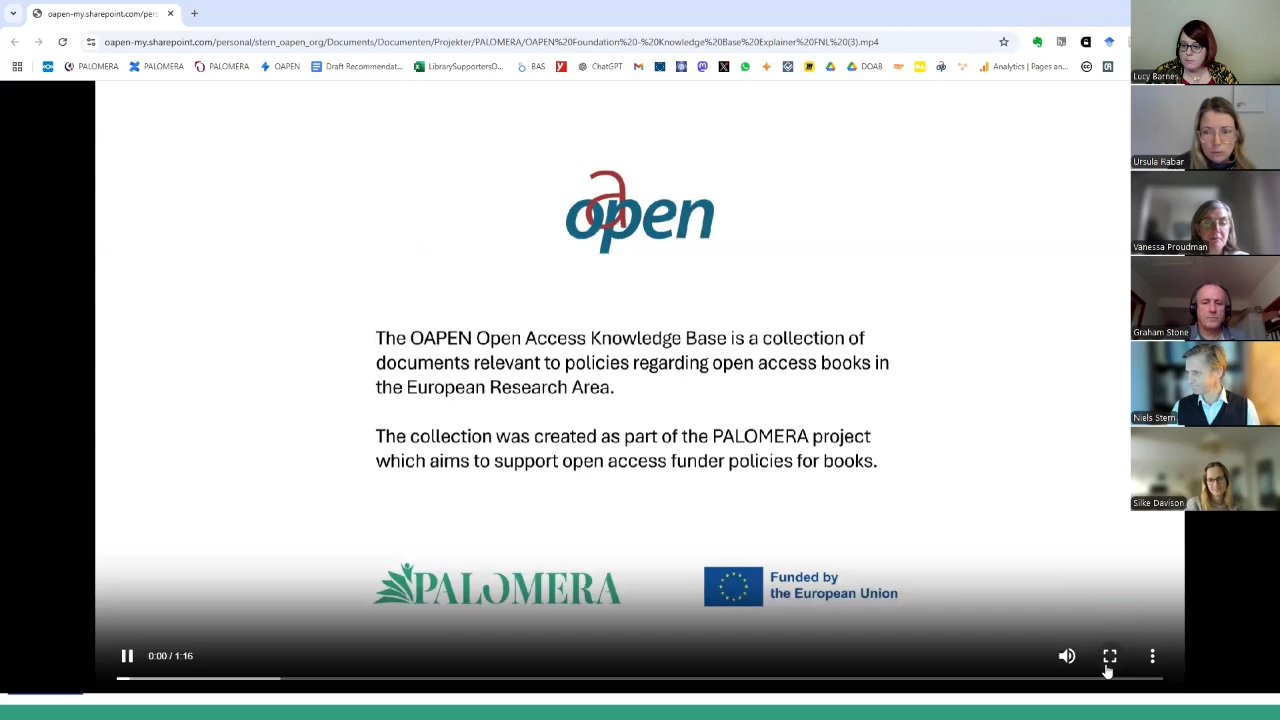 oapen-my.sharepoint.com/pers
oapen-my.sharepoint.com/personal/stern_oapen_org/Documents/Documenter/Projekter/PALOMERA/OAPEN%20Foundation%20-%20Knowledge%20Base%20Explainer%20FNL%20(3).mp4
PALOMERA PALOMERA PALOMERA OAPEN Draft Recommendat... LibrarySupportersO... BAS ChatGPT DOAB Analytics | Pages an...
Lucy Barnes
Ursula Rabar
Vanessa Proudman
Graham Stone
Niels Stern
Silke Davison
oapen
The OAPEN Open Access Knowledge Base is a collection of
documents relevant to policies regarding open access books in
the European Research Area.
The collection was created as part of the PALOMERA project
which aims to support open access funder policies for books.
PALOMERA
Funded by
the European Union
0:00 / 1:16